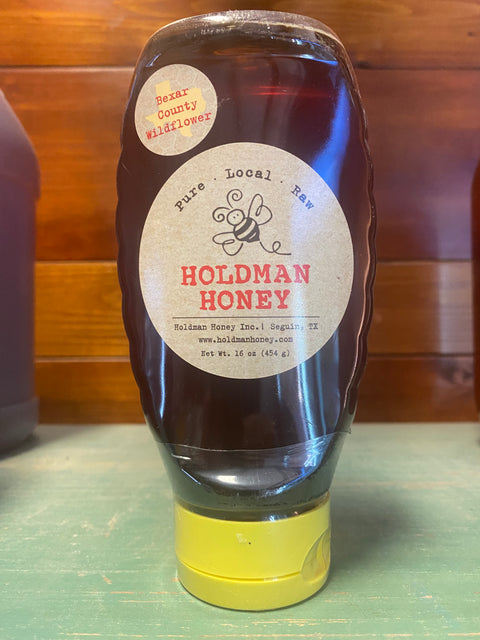 Bexar
County
Wildflower
Pure . Local . Raw
HOLDMAN
HONEY
Holdman Honey Inc.| Seguin, TX
www.holdmanhoney.com
Net Wt. 16 oz (454 g)